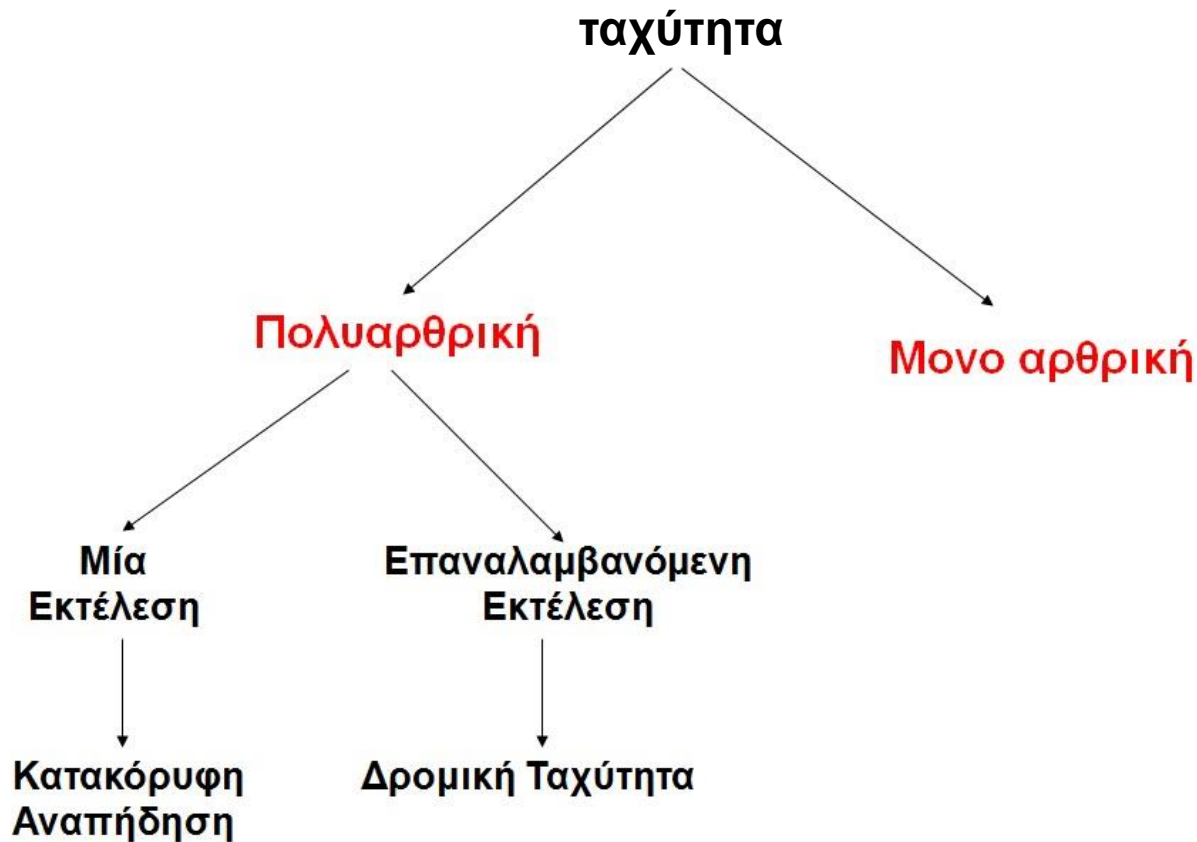 ταχύτητα
Πολυαρθρική
Μονο αρθρική
Μία
Εκτέλεση
Επαναλαμβανόμενη
Εκτέλεση
Κατακόρυφη
Αναπήδηση
Δρομική Ταχύτητα